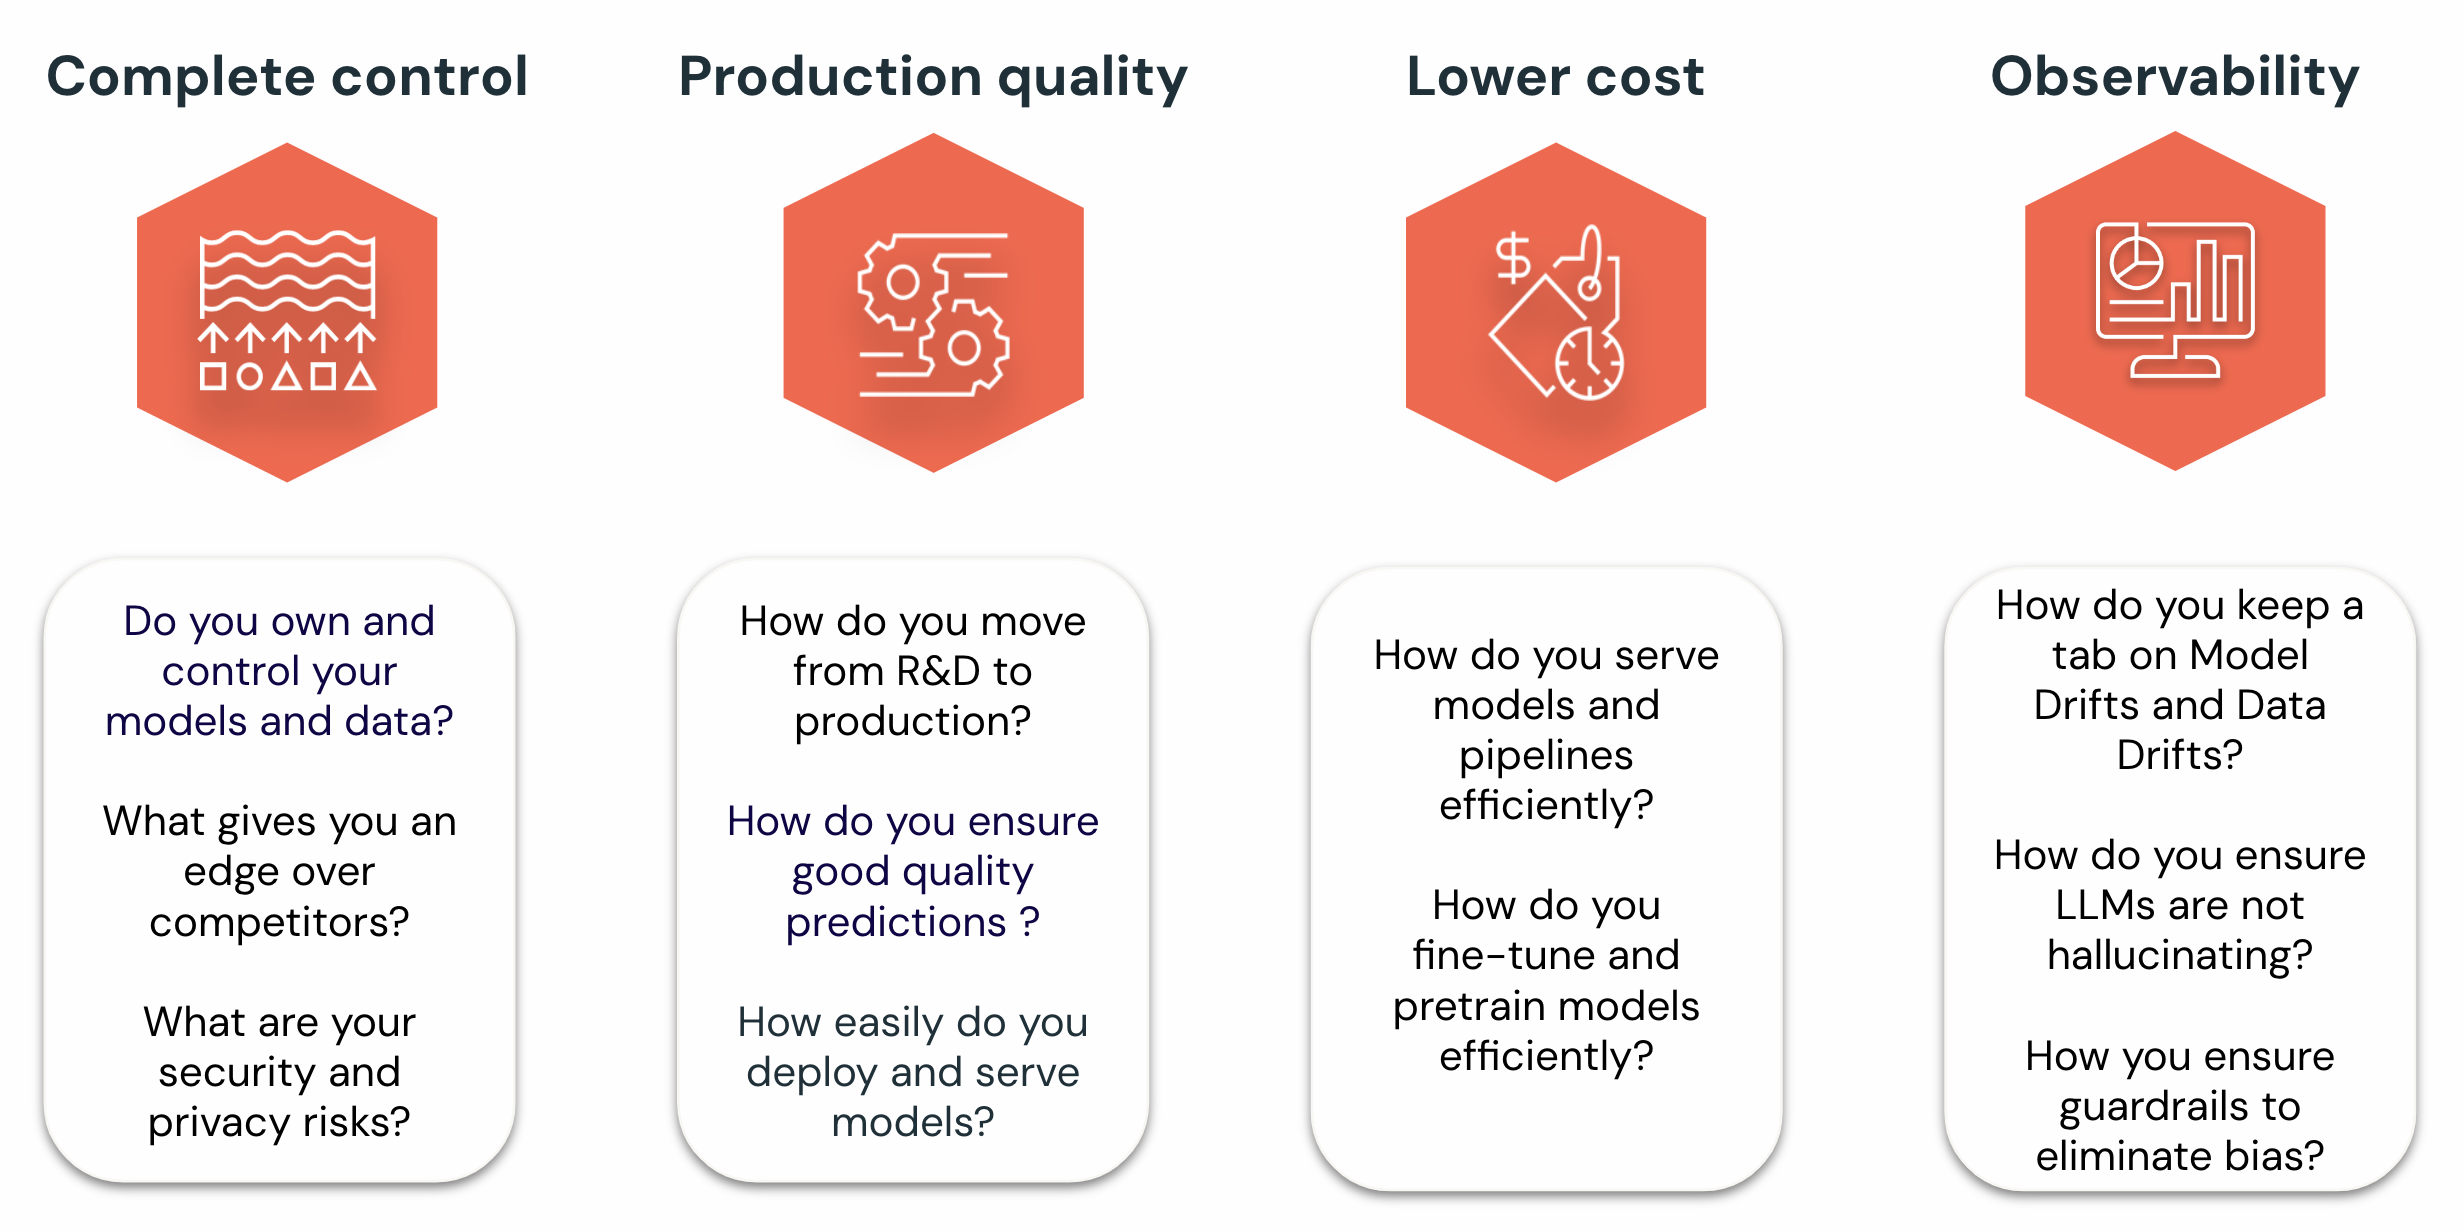 Complete control
Production quality
Lower cost
Observability
$
Do you own and
control your
models and data?
What gives you an
edge over
competitors?
What are your
security and
privacy risks?
How do you move
from R&D to
production?
How do you ensure
good quality
predictions ?
How easily do you
deploy and serve
models?
How do you serve
models and
pipelines
efficiently?
How do you
fine-tune and
pretrain models
efficiently?
How do you keep a
tab on Model
Drifts and Data
Drifts?
How do you ensure
LLMs are not
hallucinating?
How you ensure
guardrails to
eliminate bias?